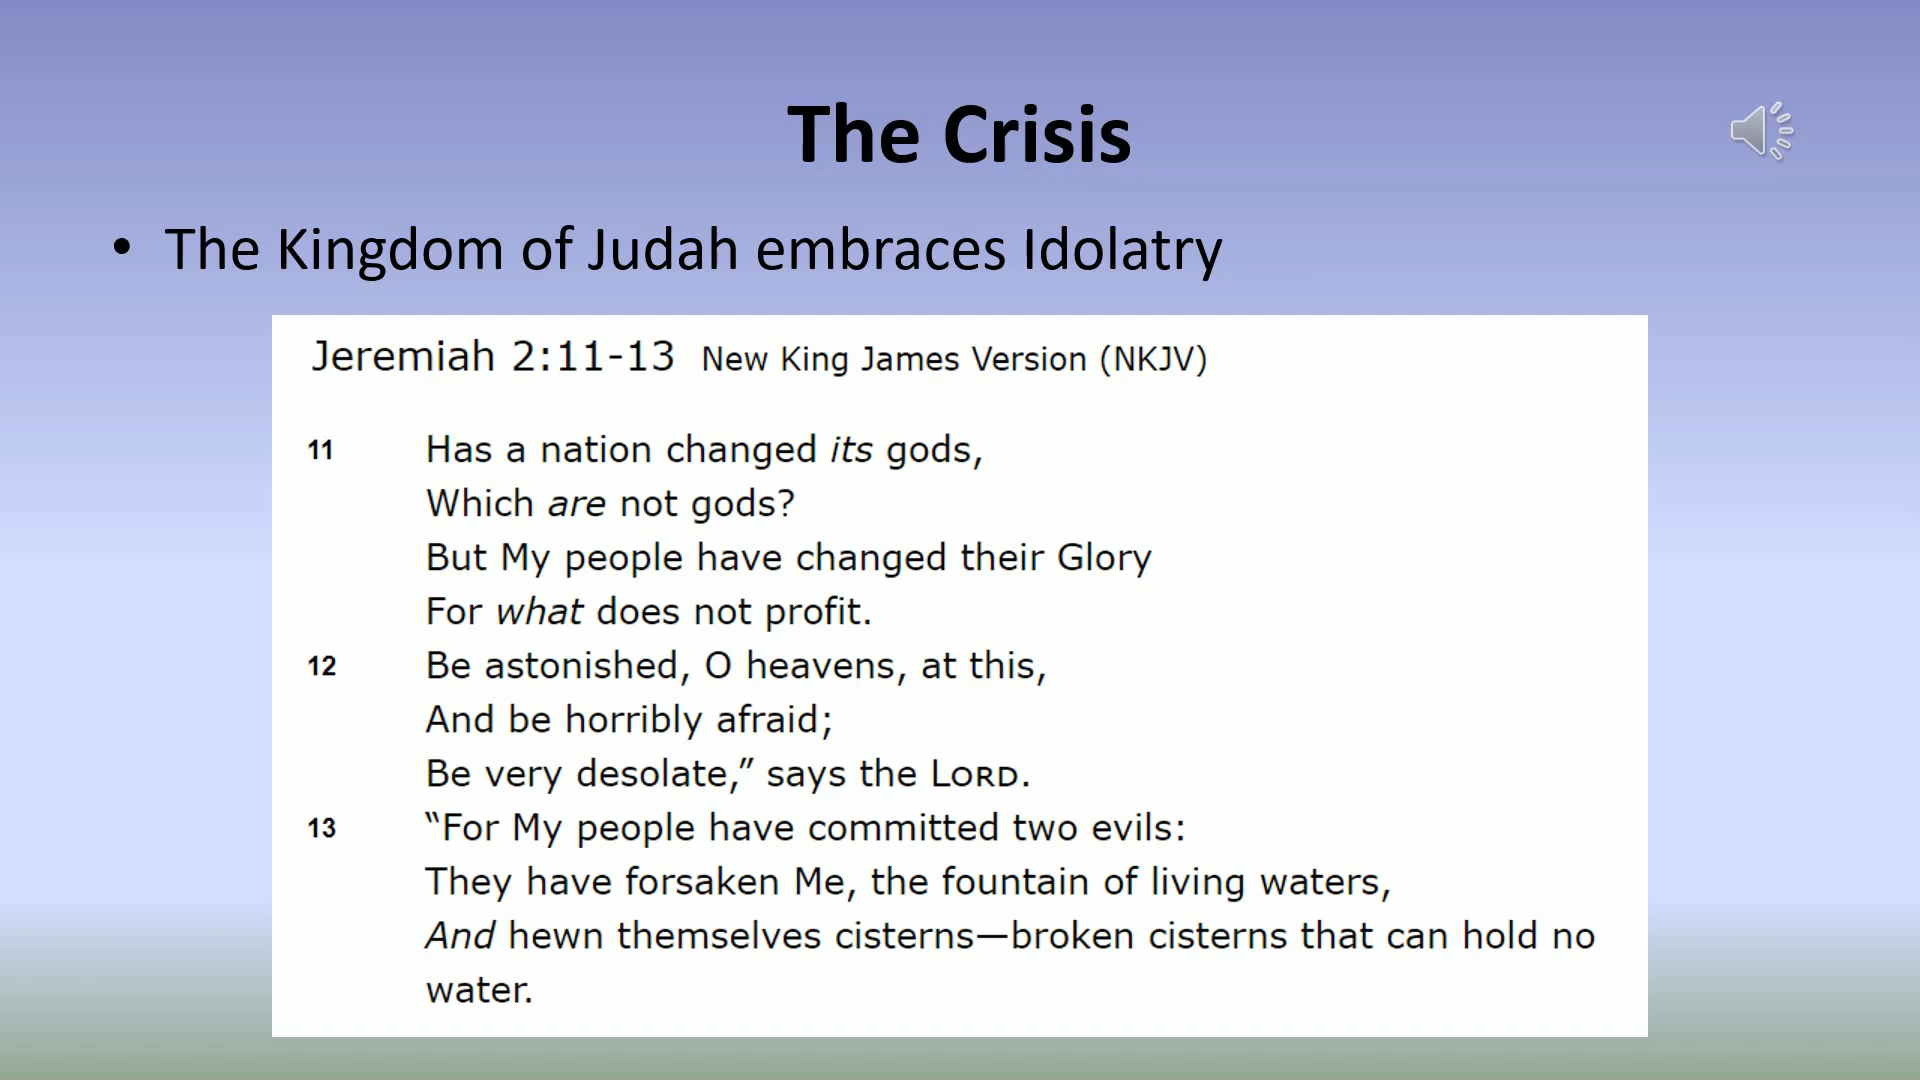 The Crisis
• The Kingdom of Judah embraces Idolatry
Jeremiah 2:11-13 New King James Version (NKJV)
11 Has a nation changed its gods,
Which are not gods?
But My people have changed their Glory
For what does not profit.
12 Be astonished, O heavens, at this,
And be horribly afraid;
Be very desolate,” says the LORD.
13 “For My people have committed two evils:
They have forsaken Me, the fountain of living waters,
And hewn themselves cisterns—broken cisterns that can hold no
water.